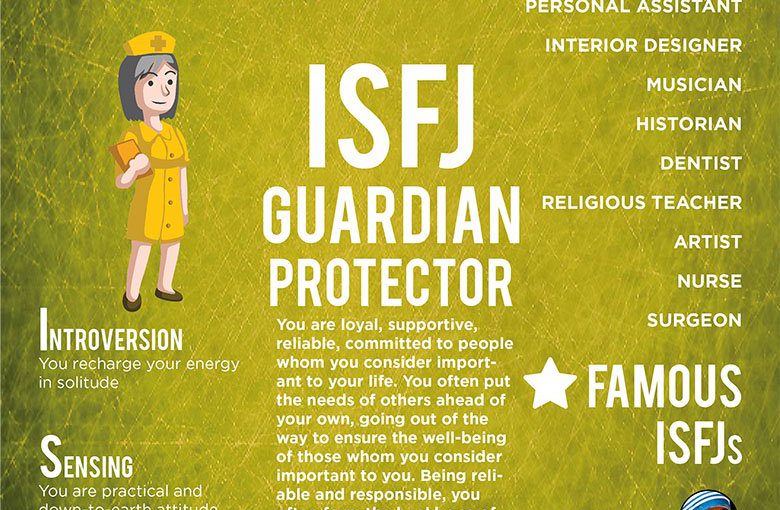 PERSONAL ASSISTANT
INTERIOR DESIGNER
MUSICIAN
HISTORIAN
DENTIST
RELIGIOUS TEACHER
ARTIST
NURSE
SURGEON
ISFJ
GUARDIAN
PROTECTOR
You are loyal, supportive,
reliable, committed to people
whom you consider import-
ant to your life. You often put
the needs of others ahead of
your own, going out of the
way to ensure the well-being
of those whom you consider
important to you. Being reli-
able and responsible, you
INTROVERSION
You recharge your energy
in solitude
SENSING
You are practical and
down-to-earth attitude
FAMOUS
ISFJs